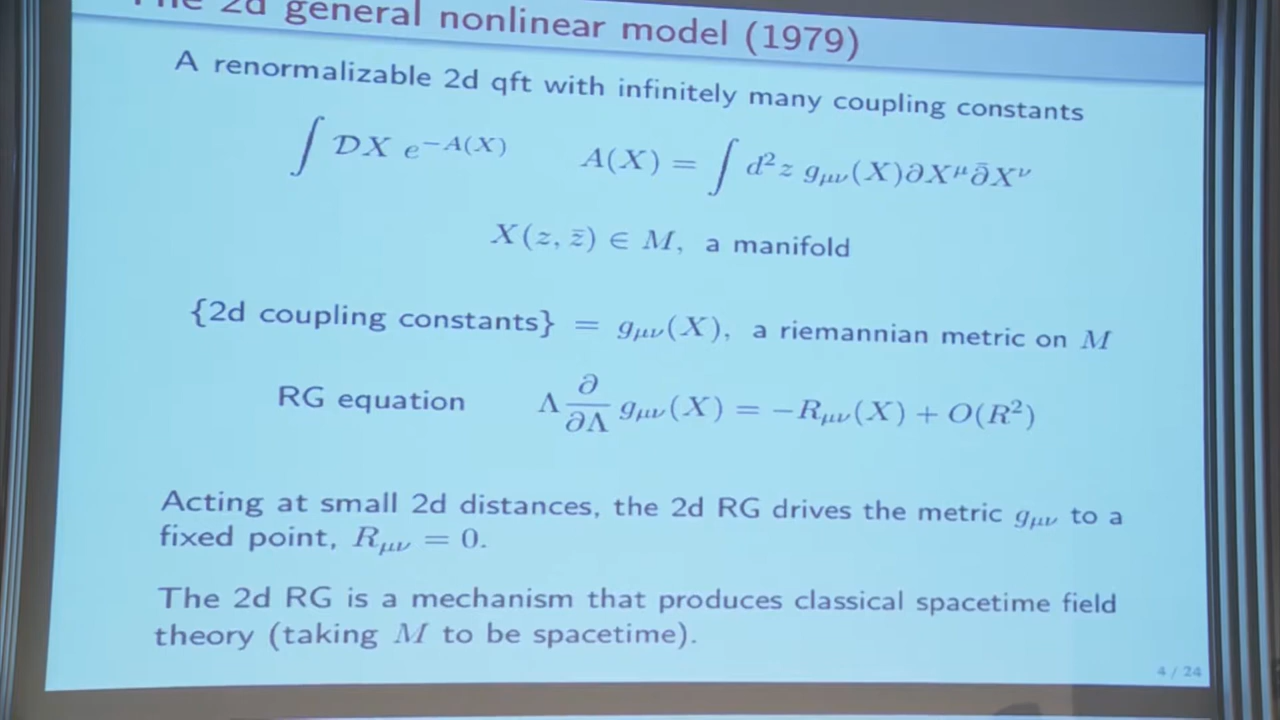 The 2d general nonlinear model (1979)
A renormalizable 2d qft with infinitely many coupling constants
∫ DX e^{−A(X)}   A(X) = ∫ d²z g_{μν}(X)∂X^μ ∂̄X^ν
X(z, z̄) ∈ M, a manifold
{2d coupling constants} = g_{μν}(X), a riemannian metric on M
RG equation   Λ ∂/∂Λ g_{μν}(X) = −R_{μν}(X) + O(R²)
Acting at small 2d distances, the 2d RG drives the metric g_{μν} to a
fixed point, R_{μν} = 0.
The 2d RG is a mechanism that produces classical spacetime field
theory (taking M to be spacetime).
4 / 24